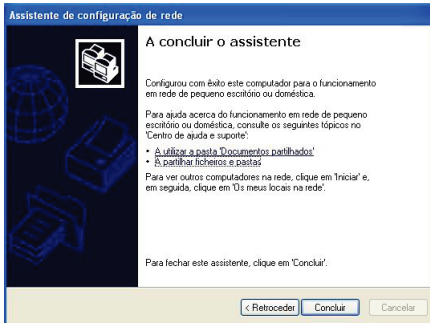 Assistente de configuração de rede
A concluir o assistente
Configurou com êxito este computador para o funcionamento
em rede de pequeno escritório ou doméstica.
Para ajuda acerca do funcionamento em rede de pequeno
escritório ou doméstica, consulte os seguintes tópicos no
'Centro de ajuda e suporte':
• A utilizar a pasta 'Documentos partilhados'
• A partilhar ficheiros e pastas
Para ver outros computadores na rede, clique em 'Iniciar' e,
em seguida, clique em 'Os meus locais na rede'.
Para fechar este assistente, clique em 'Concluir'.
< Retroceder Concluir Cancelar